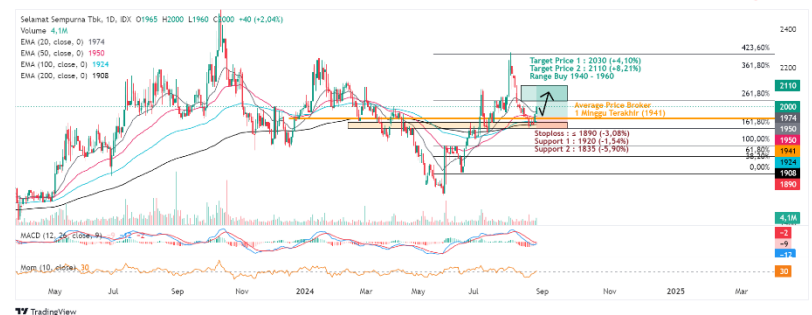 Selamat Sempurna Tbk, 1D, IDX O1965 H2000 L1960 C2000 +40 (+2,04%)
Volume 4,1M
EMA (20, close, 0) 1974
EMA (50, close, 0) 1950
EMA (100, close, 0) 1924
EMA (200, close, 0) 1908
2400
423,60%
Target Price 1 : 2030 (+4,10%)
Target Price 2 : 2110 (+8,21%)
Range Buy 1940 - 1960
361,80%
2200
261,80%
2110
Average Price Broker
1 Minggu Terakhir (1941)
2000
161,80%
1974
1950
Stoploss : ≤ 1890 (-3,08%)
Support 1 : 1920 (-1,54%)
Support 2 : 1835 (-5,90%)
100,00%
1950
61,80%
1941
38,20%
1924
0,00%
1908
1890
4,1M
MACD (12, 26, close, 9)
-2
-9
-12
Mom (10, close) 30
30
May
Jul
Sep
Nov
2024
Mar
May
Jul
Sep
Nov
2025
Mar
TradingView